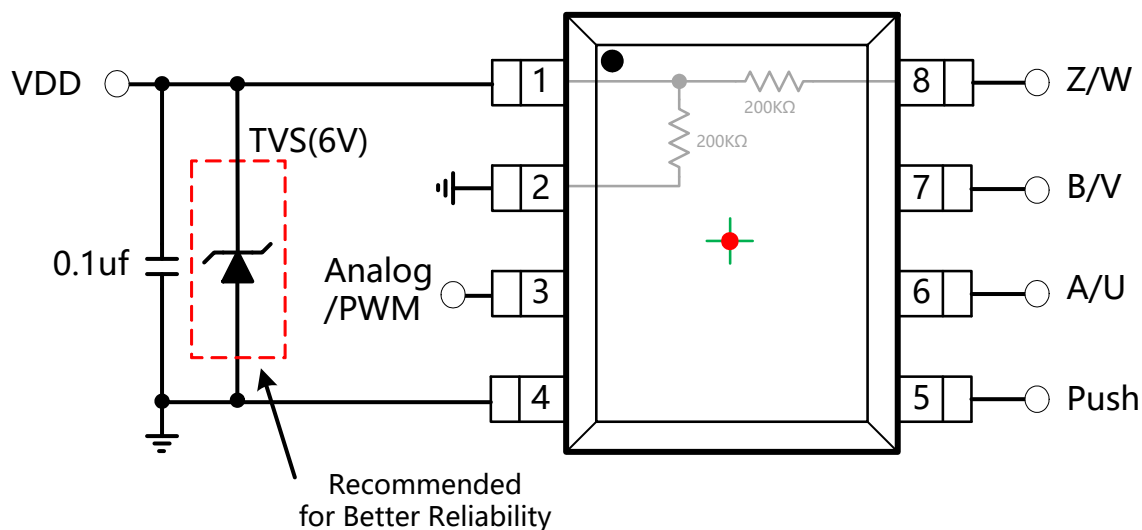 VDD
TVS(6V)
0.1uf
Analog
/PWM
Recommended
for Better Reliability
1
2
3
4
200KΩ
200KΩ
8
7
6
5
Z/W
B/V
A/U
Push